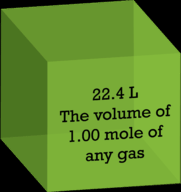 22.4 L
The volume of
1.00 mole of
any gas